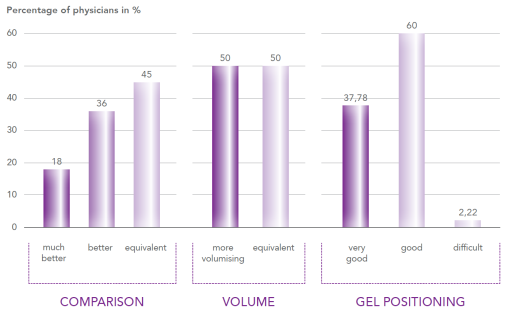 Percentage of physicians in %
60
50
40
30
20
10
0
18
36
45
50
50
37,78
60
2,22
much
better
better
equivalent
more
volumising
equivalent
very
good
good
difficult
COMPARISON
VOLUME
GEL POSITIONING